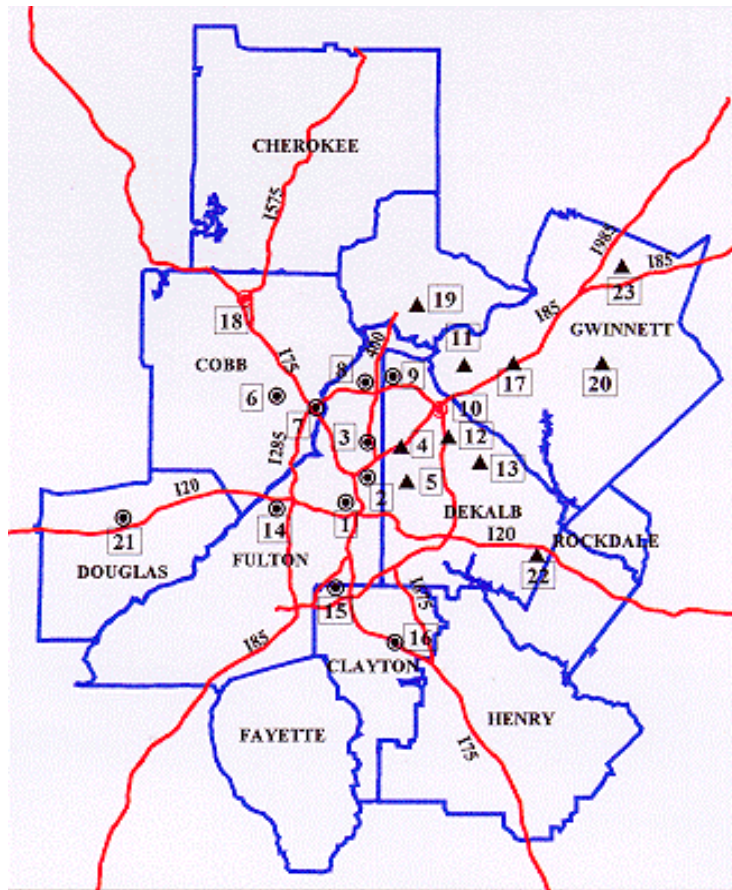 CHEROKEE
I575
I985
I85
23
19
GWINNETT
I85
11
18
I75
400
COBB
8
9
17
20
6
7
10
3
4
12
I285
13
I20
2
5
1
DEKALB
14
I20
ROCKDALE
21
FULTON
22
DOUGLAS
I675
15
I85
16
CLAYTON
HENRY
FAYETTE
I75